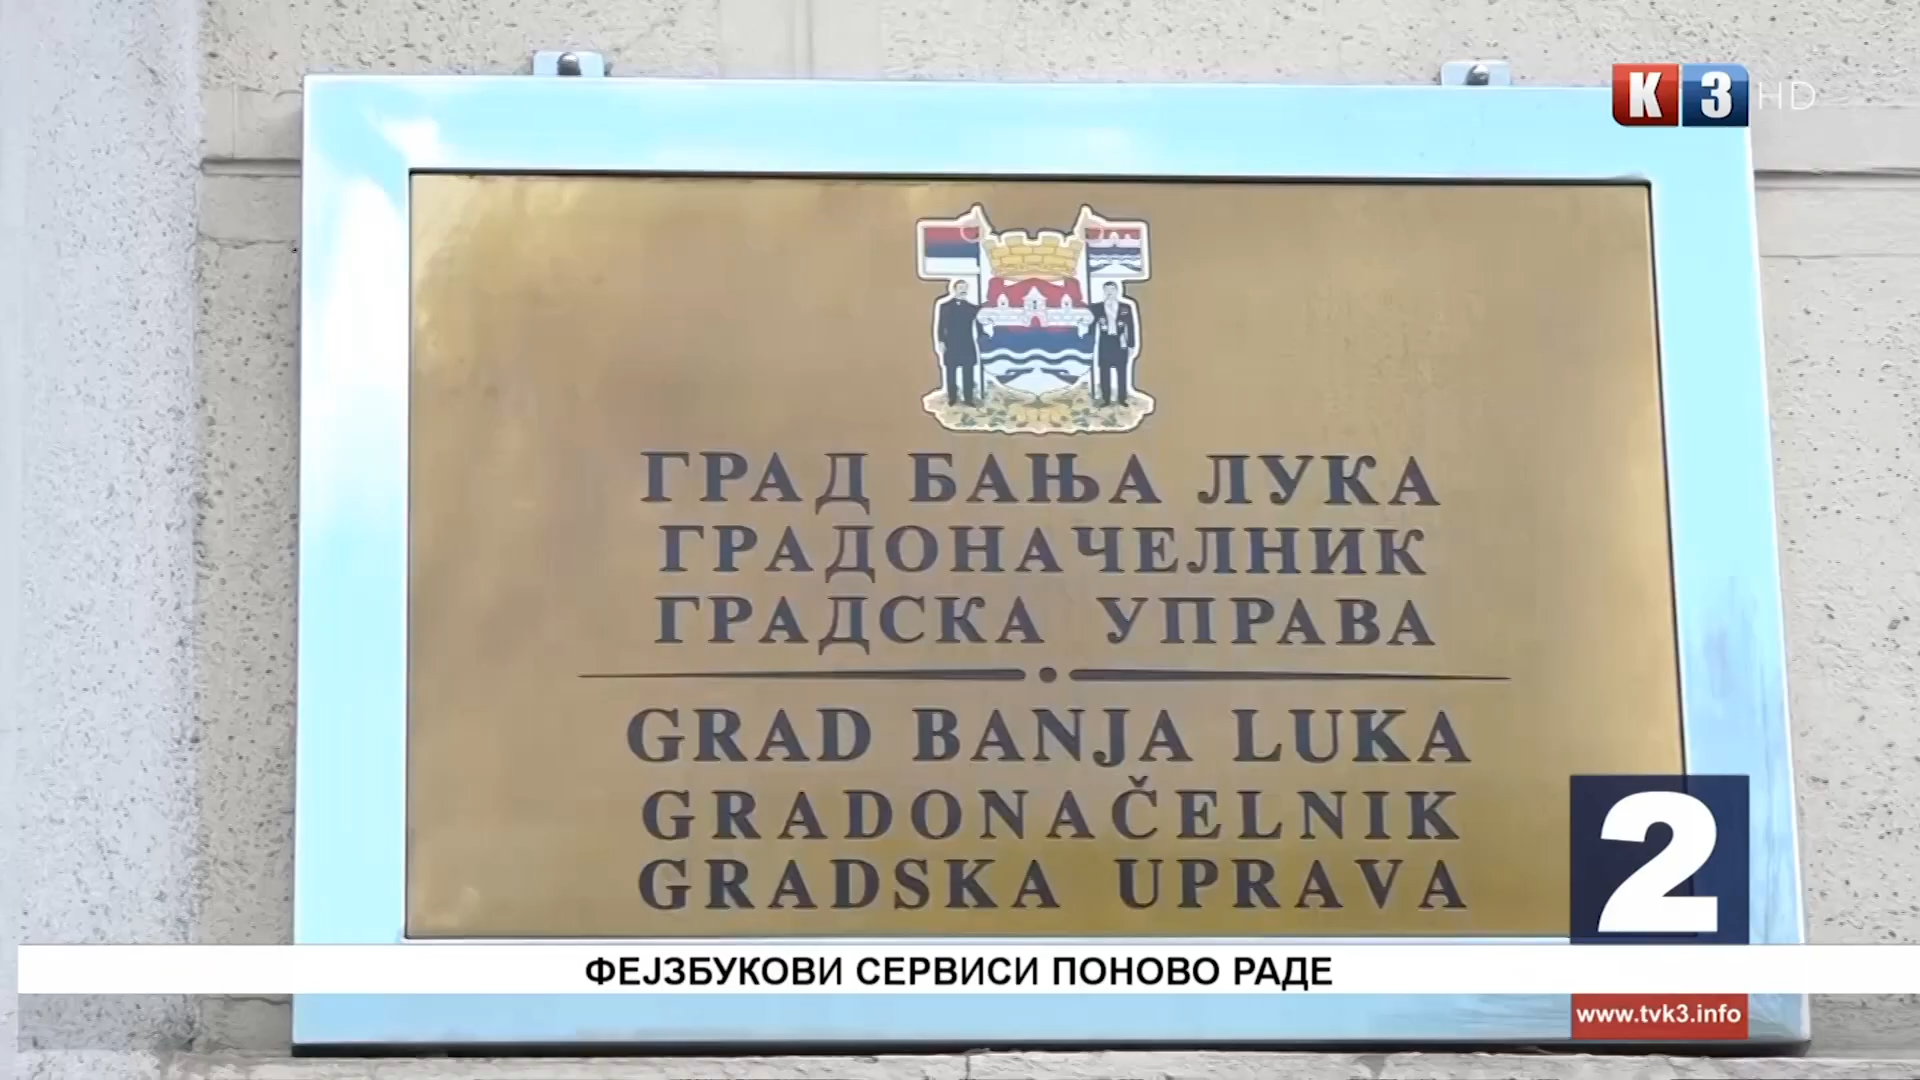 K3 HD
ГРАД БАЊА ЛУКА
ГРАДОНАЧЕЛНИК
ГРАДСКА УПРАВА
GRAD BANJA LUKA
GRADONAČELNIK
GRADSKA UPRAVA
2
ФЕЈЗБУКОВИ СЕРВИСИ ПОНОВО РАДЕ
www.tvk3.info